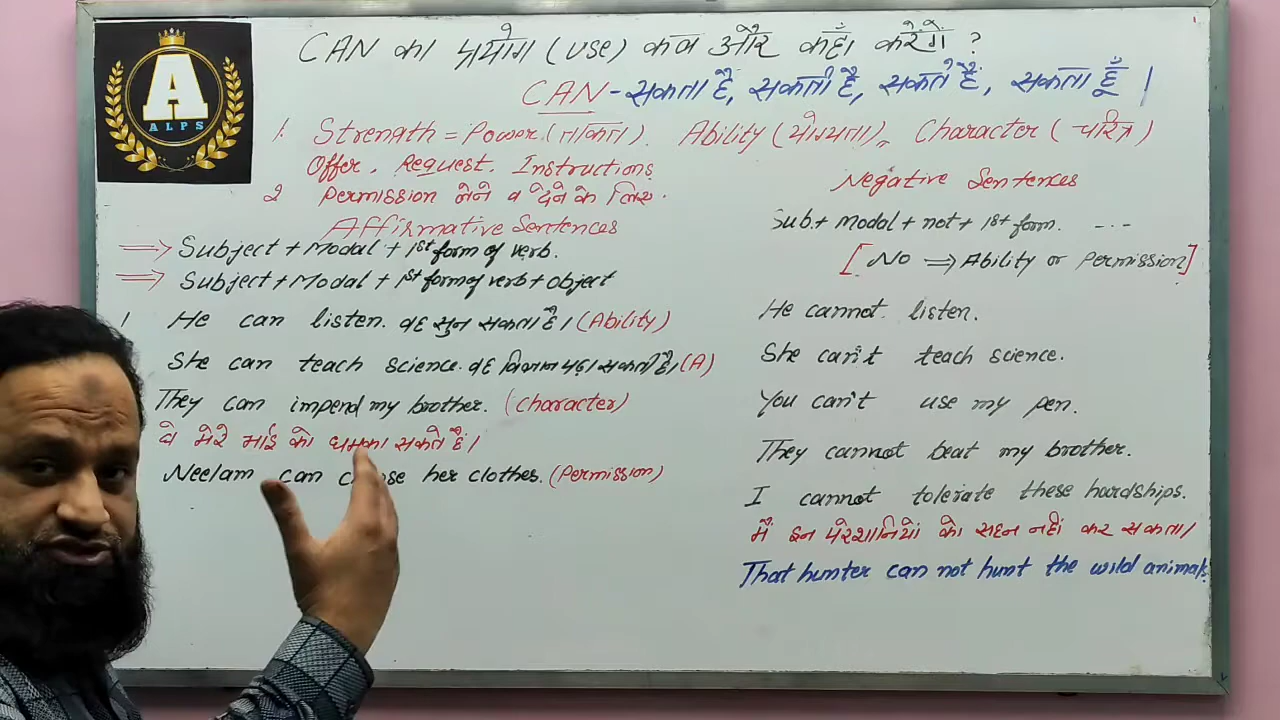 CAN का प्रयोग (use) कब और कहाँ करेंगे ?
A
ALPS
CAN - सकता है, सकती है, सकते हैं, सकता हूँ |
1. Strength = Power (ताकत). Ability (योग्यता), Character (चरित्र)
Offer, Request, Instructions
2 Permission लेने व देने के लिए.
Affirmative Sentences
⇒ Subject + Modal + 1st form of verb.
⇒ Subject + Modal + 1st form of verb + object
1 He can listen. वह सुन सकता है। (Ability)
She can teach science. वह विज्ञान पढ़ा सकती है। (A)
They can impend my brother. (character)
वे मेरे भाई को धमका सकते हैं।
Neelam can her clothes. (Permission)
Negative Sentences
Sub. + Modal + not + 1st form. ...
[No ⇒ Ability or Permission]
He cannot listen.
She can't teach science.
You can't use my pen.
They cannot beat my brother.
I cannot tolerate these hardships.
मैं इन परेशानियों को सहन नहीं कर सकता।
That hunter can not hunt the wild animals.